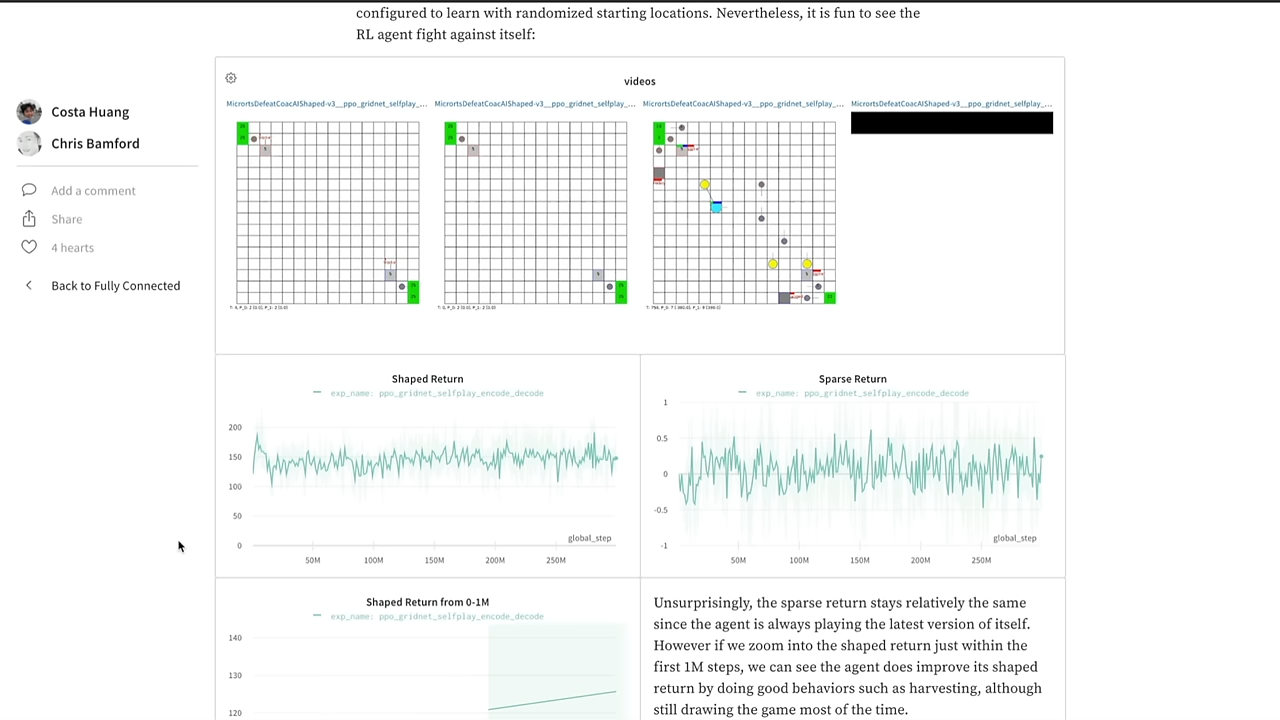 configured to learn with randomized starting locations. Nevertheless, it is fun to see the
RL agent fight against itself:
Costa Huang
Chris Bamford
Add a comment
Share
4 hearts
Back to Fully Connected
videos
MicrortsDefeatCoacAIShaped-v3__ppo_gridnet_selfplay_...
MicrortsDefeatCoacAIShaped-v3__ppo_gridnet_selfplay_...
MicrortsDefeatCoacAIShaped-v3__ppo_gridnet_selfplay_...
MicrortsDefeatCoacAIShaped-v3__ppo_gridnet_selfplay_...
Shaped Return
exp_name: ppo_gridnet_selfplay_encode_decode
200
150
100
50
0
global_step
50M 100M 150M 200M 250M
Sparse Return
exp_name: ppo_gridnet_selfplay_encode_decode
1
0.5
0
-0.5
-1
global_step
50M 100M 150M 200M 250M
Shaped Return from 0-1M
exp_name: ppo_gridnet_selfplay_encode_decode
140
130
120
Unsurprisingly, the sparse return stays relatively the same
since the agent is always playing the latest version of itself.
However if we zoom into the shaped return just within the
first 1M steps, we can see the agent does improve its shaped
return by doing good behaviors such as harvesting, although
still drawing the game most of the time.